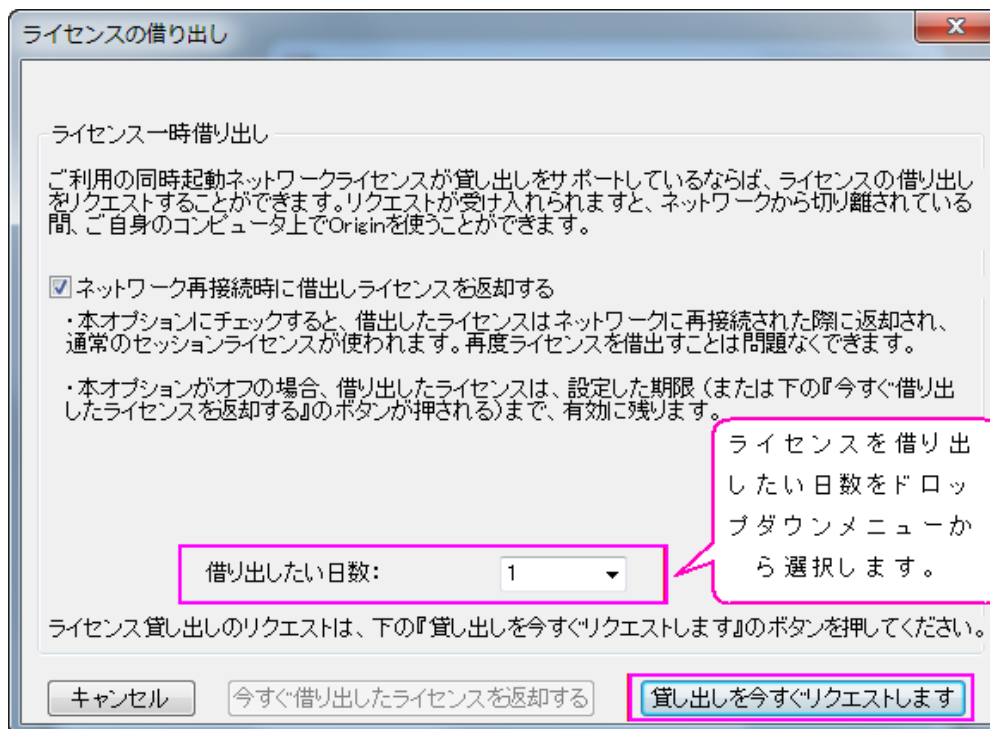 ライセンスの借り出し
ライセンス一時借り出し
ご利用の同時起動ネットワークライセンスが貸し出しをサポートしているならば、ライセンスの借り出し
をリクエストすることができます。リクエストが受け入れられますと、ネットワークから切り離されている
間、ご自身のコンピュータ上でOriginを使うことができます。
ネットワーク再接続時に借出しライセンスを返却する
・本オプションにチェックすると、借出したライセンスはネットワークに再接続された際に返却され、
通常のセッションライセンスが使われます。再度ライセンスを借出すことは問題なくできます。
・本オプションがオフの場合、借り出したライセンスは、設定した期限(または下の『今すぐ借り出
したライセンスを返却する』のボタンが押される)まで、有効に残ります。
ライセンスを借り出
したい日数をドロッ
プダウンメニューか
ら選択します。
借り出したい日数: 1
ライセンス貸し出しのリクエストは、下の『貸し出しを今すぐリクエストします』のボタンを押してください。
キャンセル 今すぐ借り出したライセンスを返却する 貸し出しを今すぐリクエストします